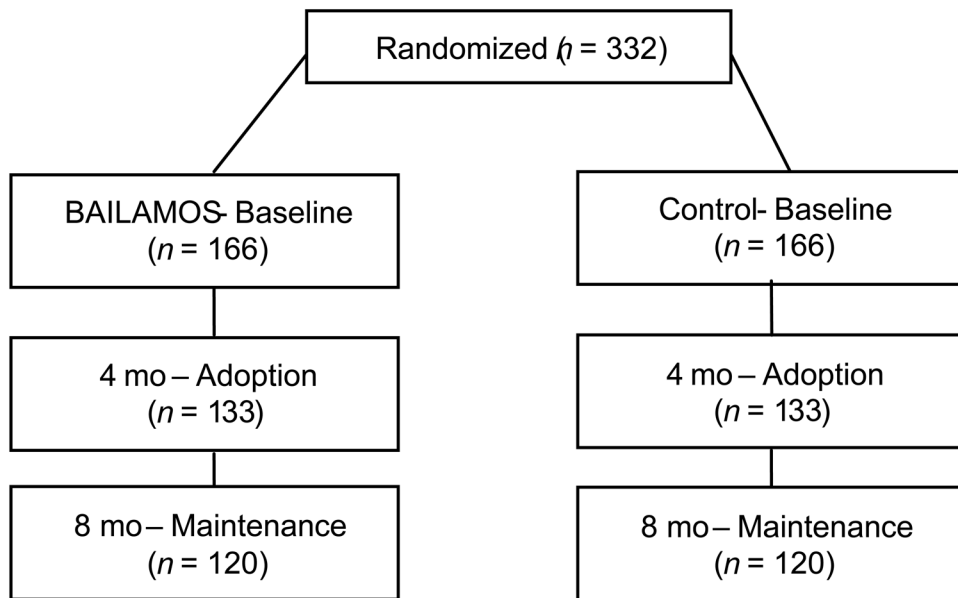 Randomized (n = 332)
BAILAMOS- Baseline
(n = 166)
Control- Baseline
(n = 166)
4 mo – Adoption
(n = 133)
4 mo – Adoption
(n = 133)
8 mo – Maintenance
(n = 120)
8 mo – Maintenance
(n = 120)